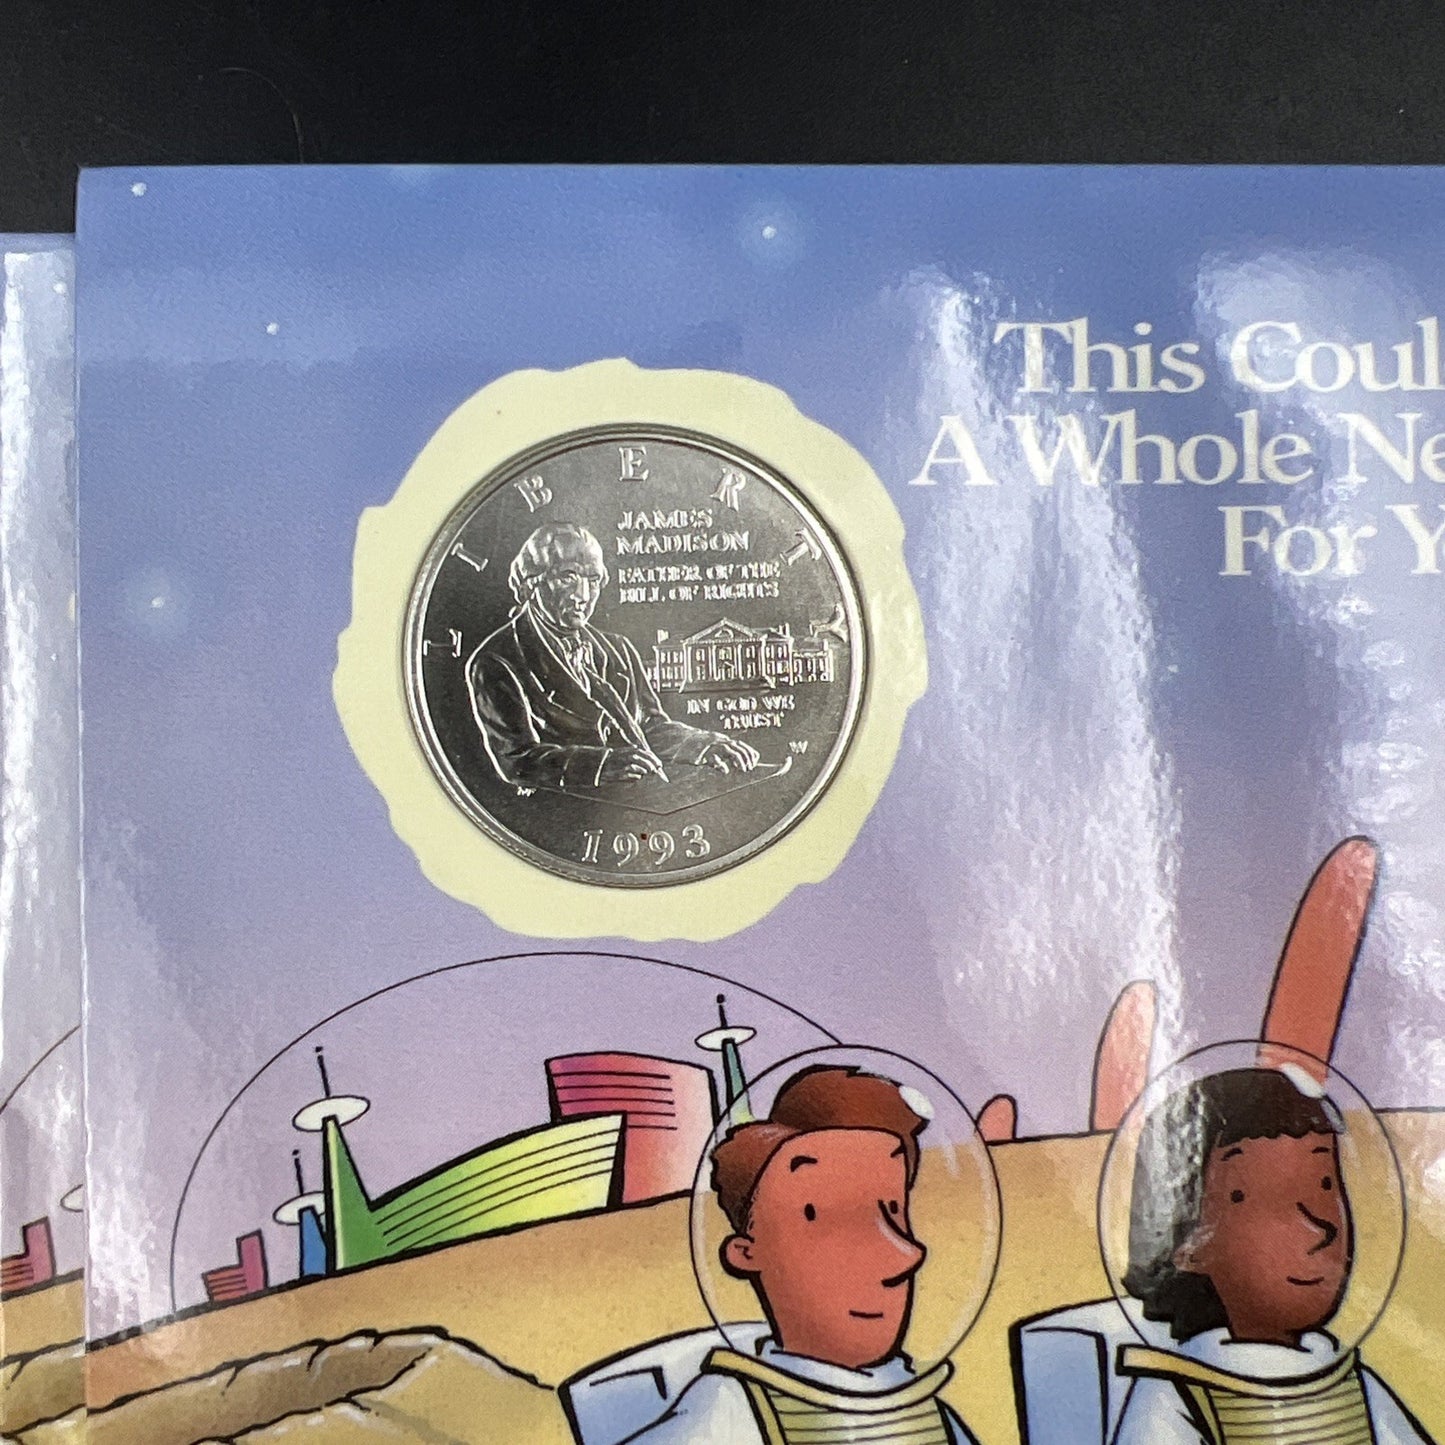 This Coul
A Whole Ne
For Y
LIBERTY
JAMES
MADISON
FATHER OF THE
BILL OF RIGHTS
IN GOD WE
TRUST
W
1993